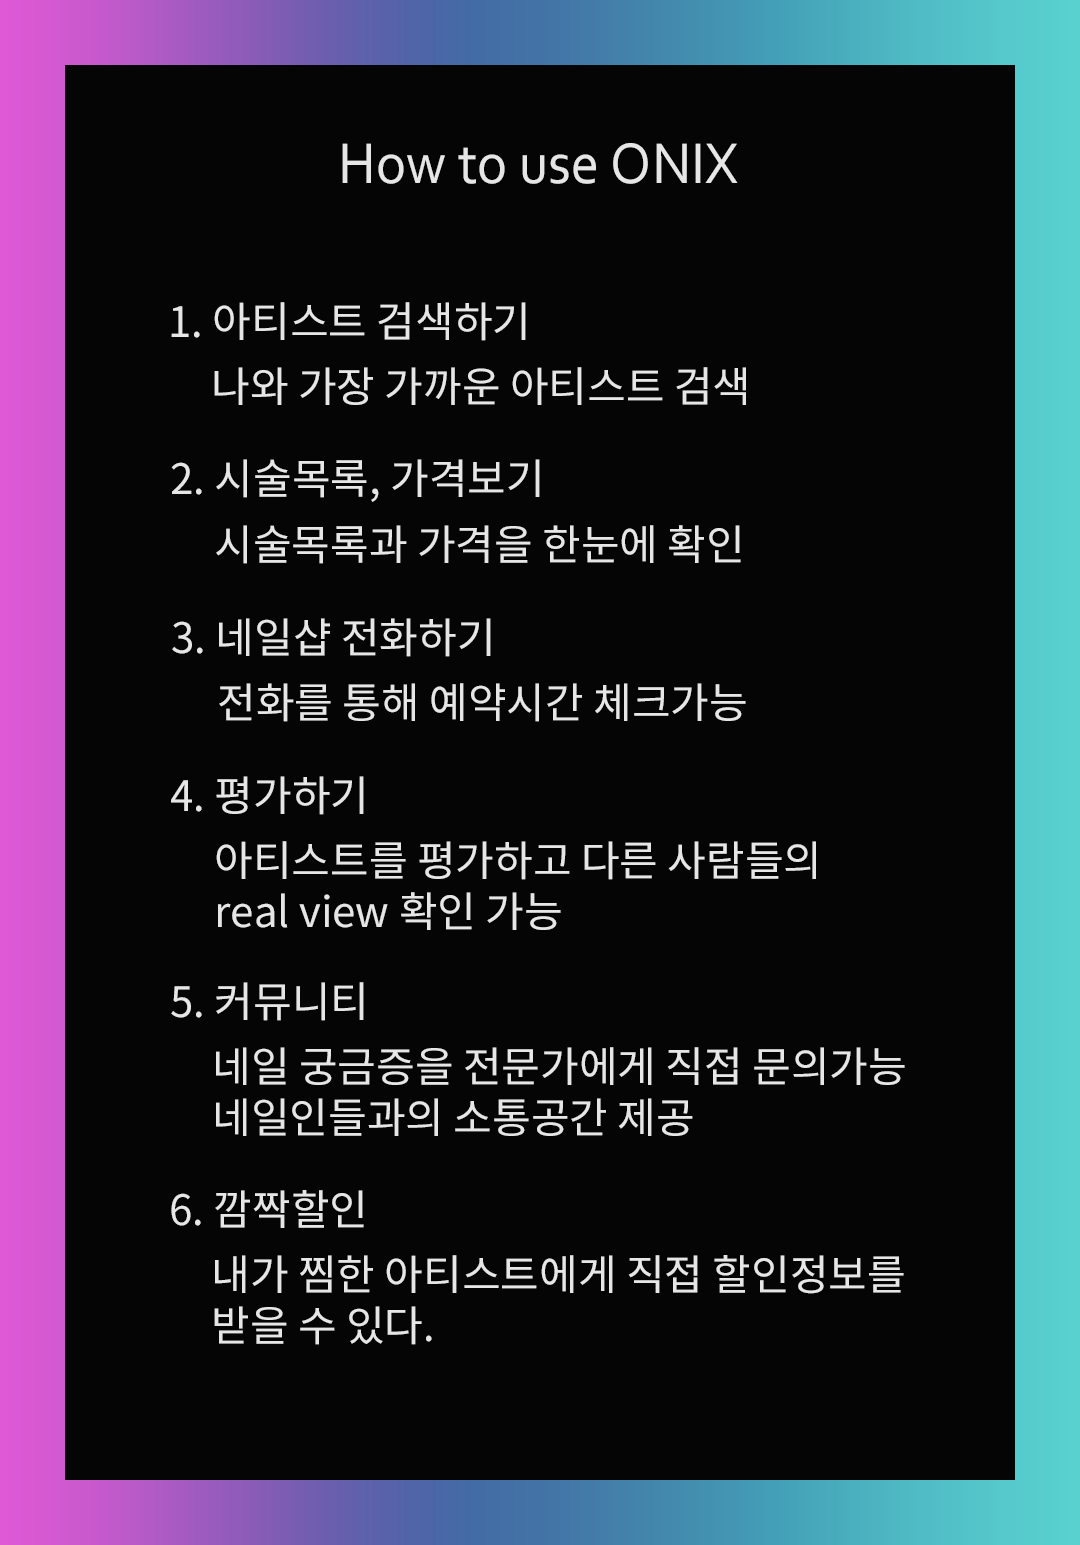 How to use ONIX
1. 아티스트 검색하기
나와 가장 가까운 아티스트 검색
2. 시술목록, 가격보기
시술목록과 가격을 한눈에 확인
3. 네일샵 전화하기
전화를 통해 예약시간 체크가능
4. 평가하기
아티스트를 평가하고 다른 사람들의
real view 확인 가능
5. 커뮤니티
네일 궁금증을 전문가에게 직접 문의가능
네일인들과의 소통공간 제공
6. 깜짝할인
내가 찜한 아티스트에게 직접 할인정보를
받을 수 있다.